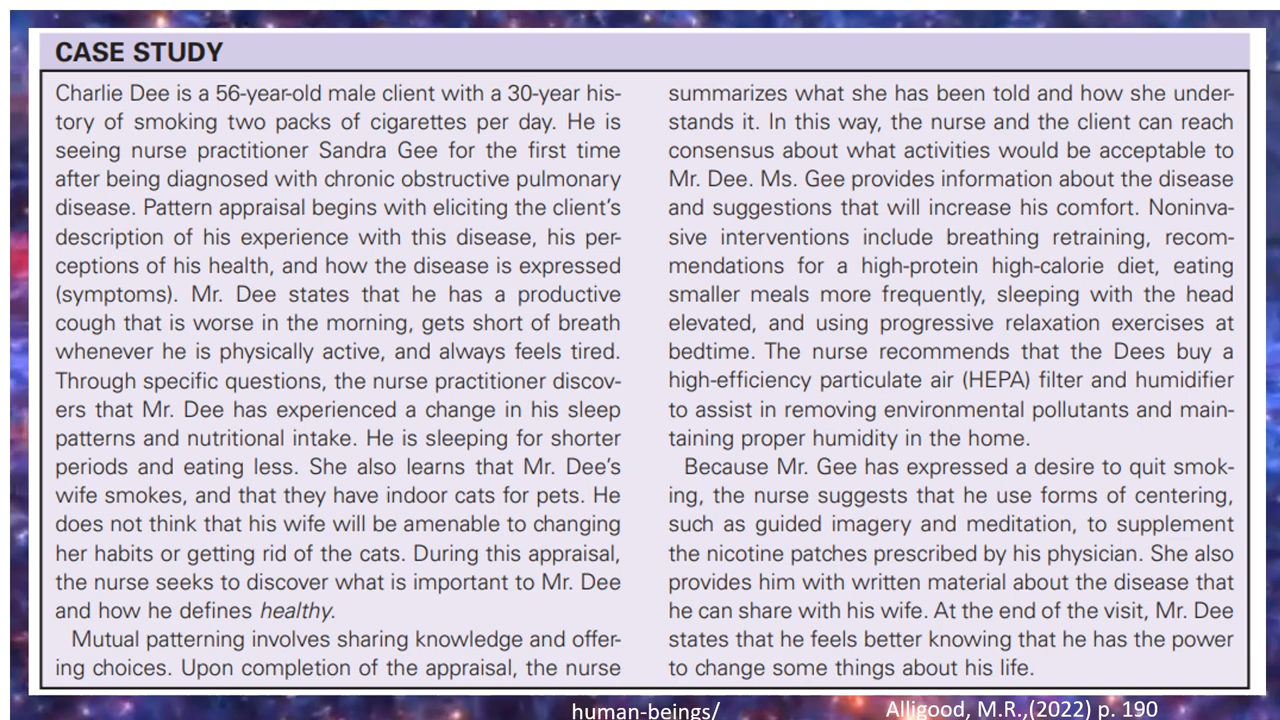 CASE STUDY
Charlie Dee is a 56-year-old male client with a 30-year his-
tory of smoking two packs of cigarettes per day. He is
seeing nurse practitioner Sandra Gee for the first time
after being diagnosed with chronic obstructive pulmonary
disease. Pattern appraisal begins with eliciting the client's
description of his experience with this disease, his per-
ceptions of his health, and how the disease is expressed
(symptoms). Mr. Dee states that he has a productive
cough that is worse in the morning, gets short of breath
whenever he is physically active, and always feels tired.
Through specific questions, the nurse practitioner discov-
ers that Mr. Dee has experienced a change in his sleep
patterns and nutritional intake. He is sleeping for shorter
periods and eating less. She also learns that Mr. Dee's
wife smokes, and that they have indoor cats for pets. He
does not think that his wife will be amenable to changing
her habits or getting rid of the cats. During this appraisal,
the nurse seeks to discover what is important to Mr. Dee
and how he defines healthy.
Mutual patterning involves sharing knowledge and offer-
ing choices. Upon completion of the appraisal, the nurse
summarizes what she has been told and how she under-
stands it. In this way, the nurse and the client can reach
consensus about what activities would be acceptable to
Mr. Dee. Ms. Gee provides information about the disease
and suggestions that will increase his comfort. Noninva-
sive interventions include breathing retraining, recom-
mendations for a high-protein high-calorie diet, eating
smaller meals more frequently, sleeping with the head
elevated, and using progressive relaxation exercises at
bedtime. The nurse recommends that the Dees buy a
high-efficiency particulate air (HEPA) filter and humidifier
to assist in removing environmental pollutants and main-
taining proper humidity in the home.
Because Mr. Gee has expressed a desire to quit smok-
ing, the nurse suggests that he use forms of centering,
such as guided imagery and meditation, to supplement
the nicotine patches prescribed by his physician. She also
provides him with written material about the disease that
he can share with his wife. At the end of the visit, Mr. Dee
states that he feels better knowing that he has the power
to change some things about his life.
human-beings/
Alligood, M.R.,(2022) p. 190